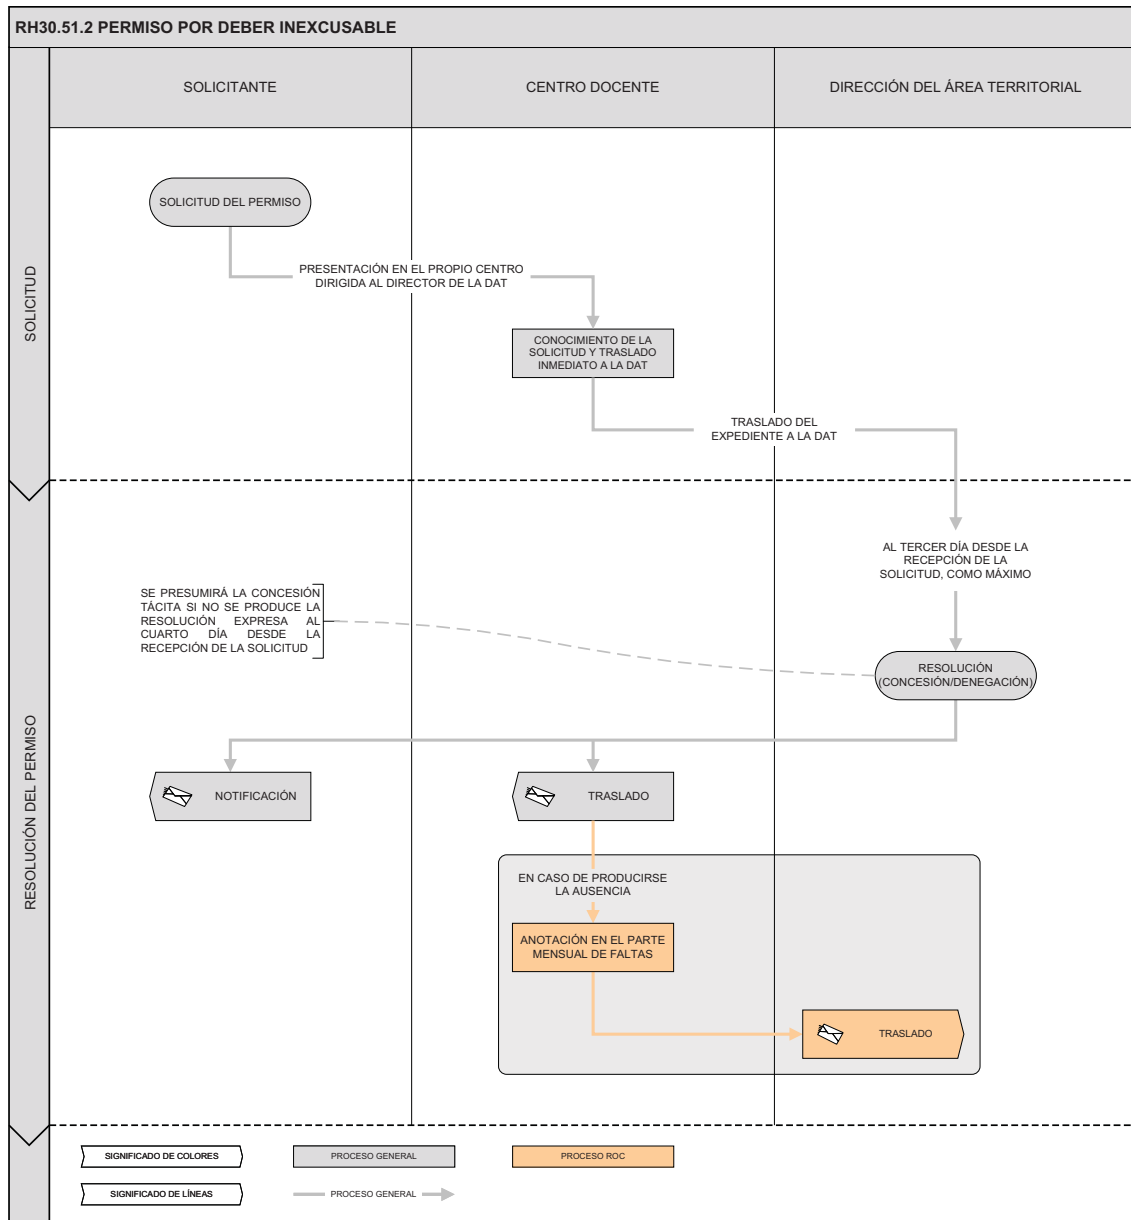 RH30.51.2 PERMISO POR DEBER INEXCUSABLE
SOLICITANTE
CENTRO DOCENTE
DIRECCIÓN DEL ÁREA TERRITORIAL
SOLICITUD
SOLICITUD DEL PERMISO
PRESENTACIÓN EN EL PROPIO CENTRO
DIRIGIDA AL DIRECTOR DE LA DAT
CONOCIMIENTO DE LA
SOLICITUD Y TRASLADO
INMEDIATO A LA DAT
TRASLADO DEL
EXPEDIENTE A LA DAT
RESOLUCIÓN DEL PERMISO
AL TERCER DÍA DESDE LA
RECEPCIÓN DE LA
SOLICITUD, COMO MÁXIMO
SE PRESUMIRÁ LA CONCESIÓN
TÁCITA SI NO SE PRODUCE LA
RESOLUCIÓN EXPRESA AL
CUARTO DÍA DESDE LA
RECEPCIÓN DE LA SOLICITUD
RESOLUCIÓN
(CONCESIÓN/DENEGACIÓN)
NOTIFICACIÓN
TRASLADO
EN CASO DE PRODUCIRSE
LA AUSENCIA
ANOTACIÓN EN EL PARTE
MENSUAL DE FALTAS
TRASLADO
SIGNIFICADO DE COLORES
PROCESO GENERAL
PROCESO ROC
SIGNIFICADO DE LÍNEAS
PROCESO GENERAL